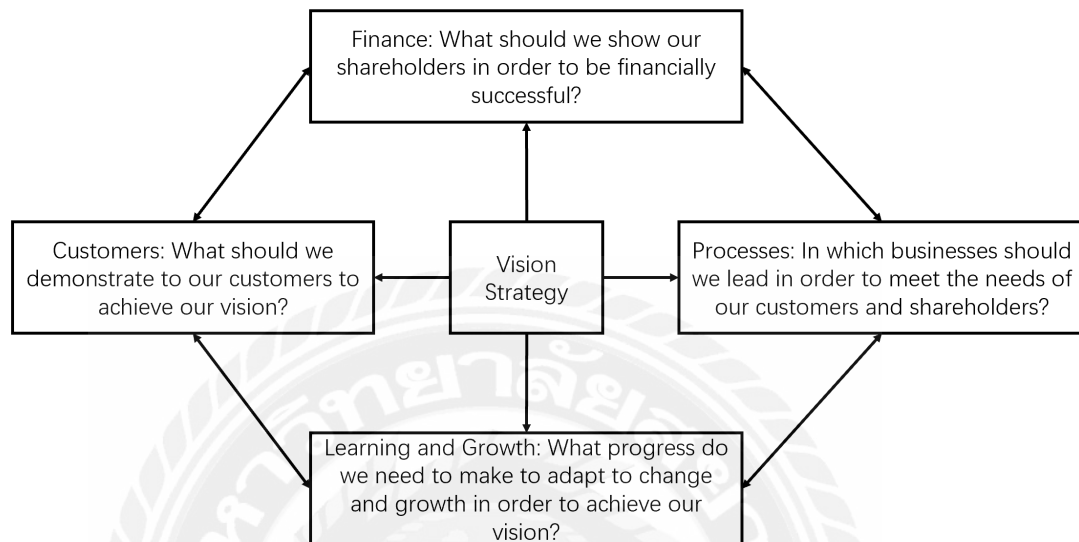 Finance: What should we show our
shareholders in order to be financially
successful?
Customers: What should we
demonstrate to our customers to
achieve our vision?
Vision
Strategy
Processes: In which businesses should
we lead in order to meet the needs of
our customers and shareholders?
Learning and Growth: What progress do
we need to make to adapt to change
and growth in order to achieve our
vision?